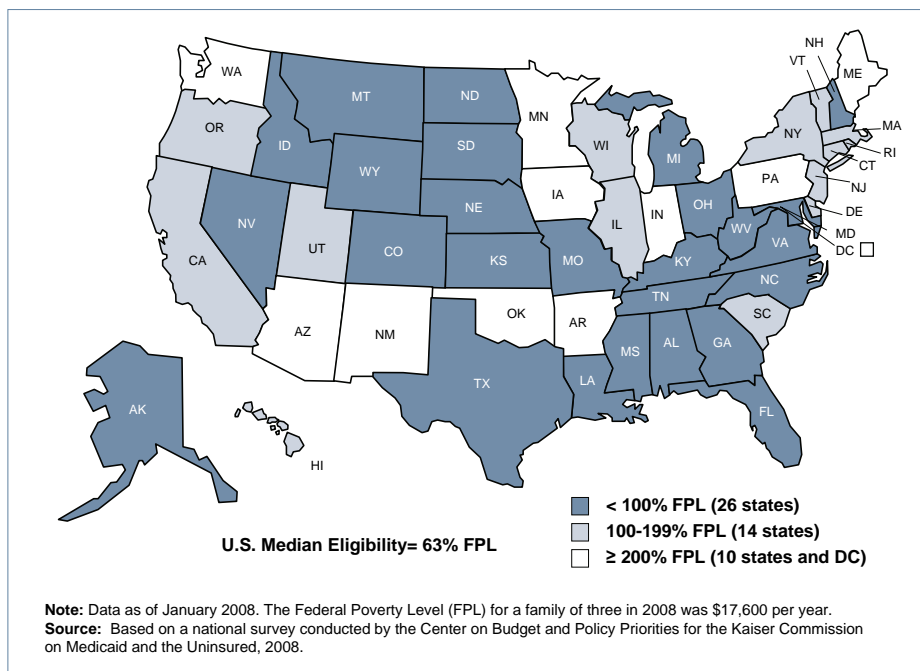 NH
VT
ME
WA
MT
ND
MN
OR
ID
SD
WI
NY
MA
WY
MI
RI
CT
IA
PA
NJ
NE
NV
OH
IN
IL
DE
UT
CO
WV
MD
CA
VA
DC
KS
MO
KY
NC
TN
OK
AR
SC
AZ
NM
MS
AL
GA
TX
LA
AK
FL
HI
< 100% FPL (26 states)
100-199% FPL (14 states)
U.S. Median Eligibility= 63% FPL
≥ 200% FPL (10 states and DC)
Note: Data as of January 2008. The Federal Poverty Level (FPL) for a family of three in 2008 was $17,600 per year.
Source: Based on a national survey conducted by the Center on Budget and Policy Priorities for the Kaiser Commission
on Medicaid and the Uninsured, 2008.